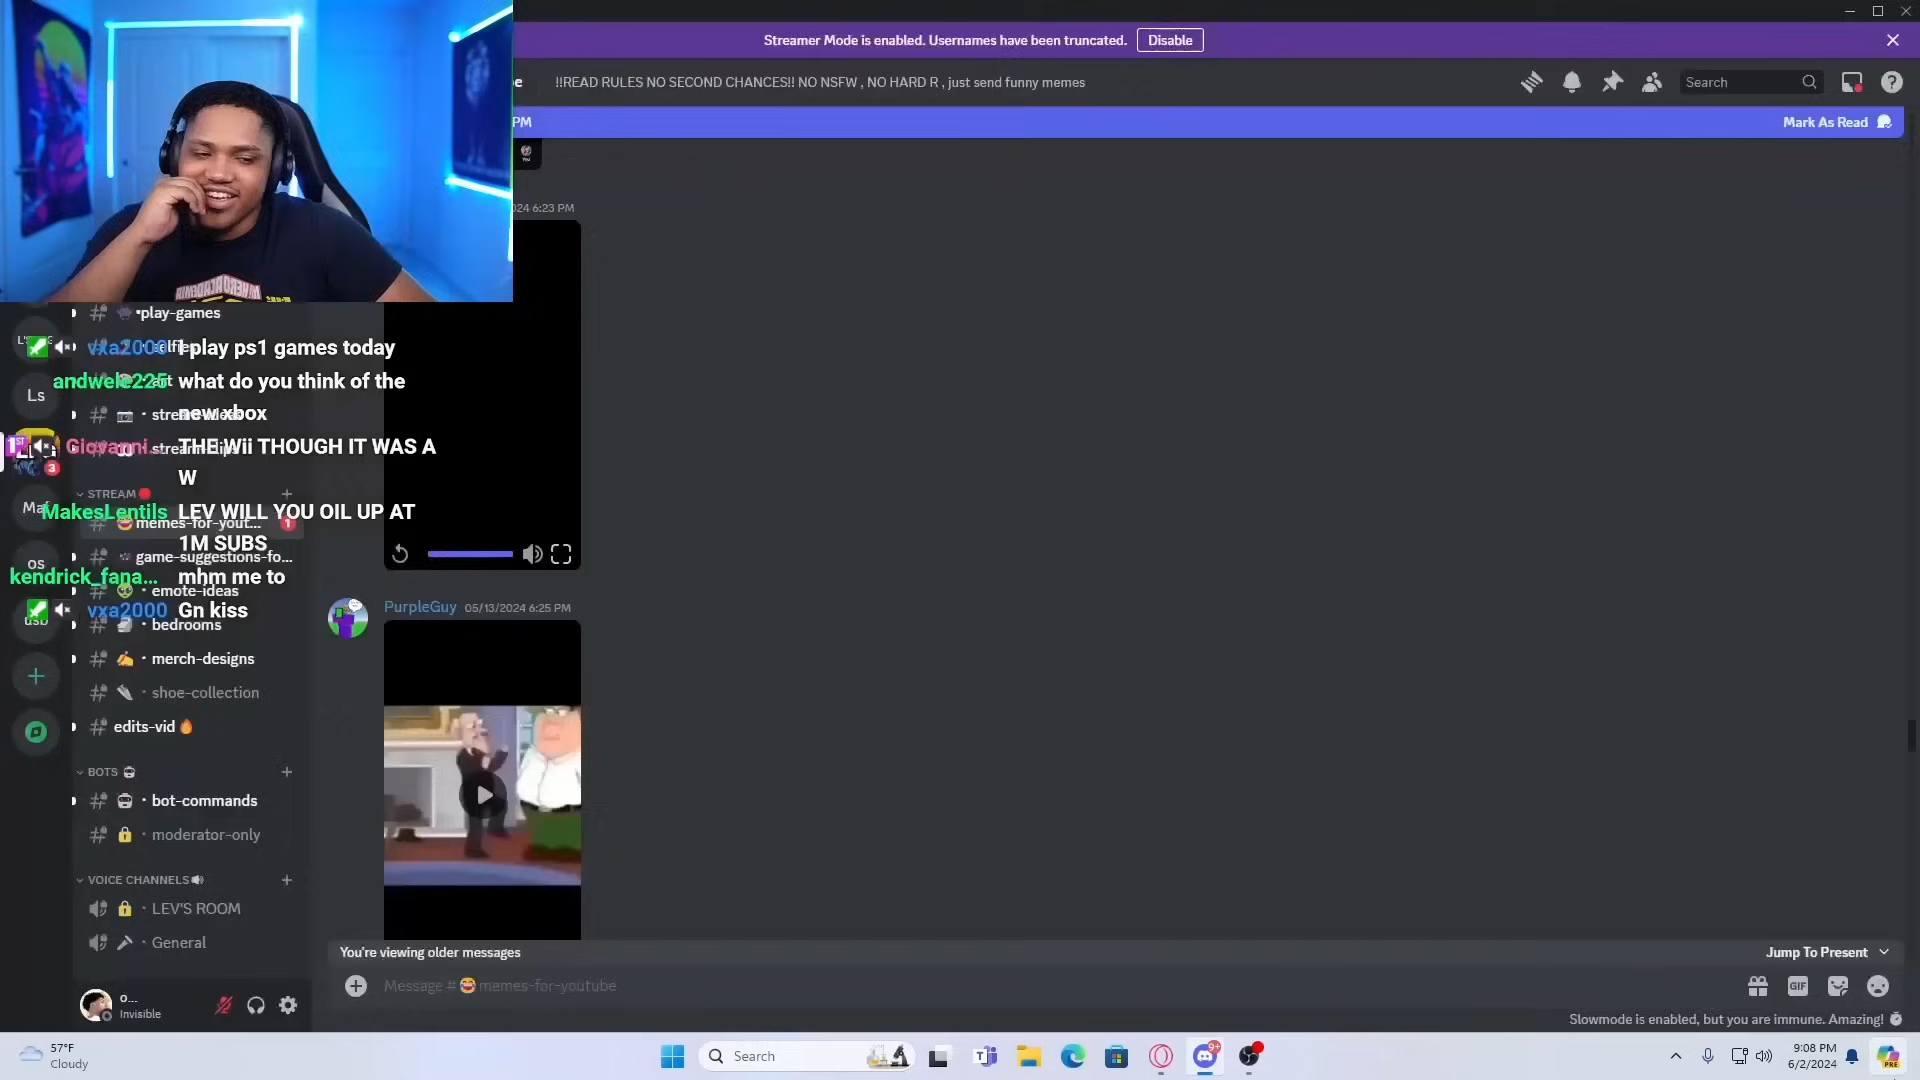 Streamer Mode is enabled. Usernames have been truncated. Disable
!!READ RULES NO SECOND CHANCES!! NO NSFW , NO HARD R , just send funny memes
Search
PM
Mark As Read
024 6:23 PM
•play-games
vxa2000 I play ps1 games today
andwele225 what do you think of the
new xbox
Giovanni... THE Wii THOUGH IT WAS A
W
Ls
STREAM
MakesLentils LEV WILL YOU OIL UP AT
memes-for-yout... 1
1M SUBS
game-suggestions-fo...
kendrick_fana... mhm me to
emote-ideas
vxa2000 Gn kiss
bedrooms
merch-designs
shoe-collection
edits-vid
BOTS
bot-commands
moderator-only
VOICE CHANNELS
LEV'S ROOM
General
o...
Invisible
PurpleGuy 05/13/2024 6:25 PM
You're viewing older messages
Jump To Present
Message # memes-for-youtube
GIF
Slowmode is enabled, but you are immune. Amazing!
57°F
Cloudy
Search
9+
9:08 PM
6/2/2024
PRE